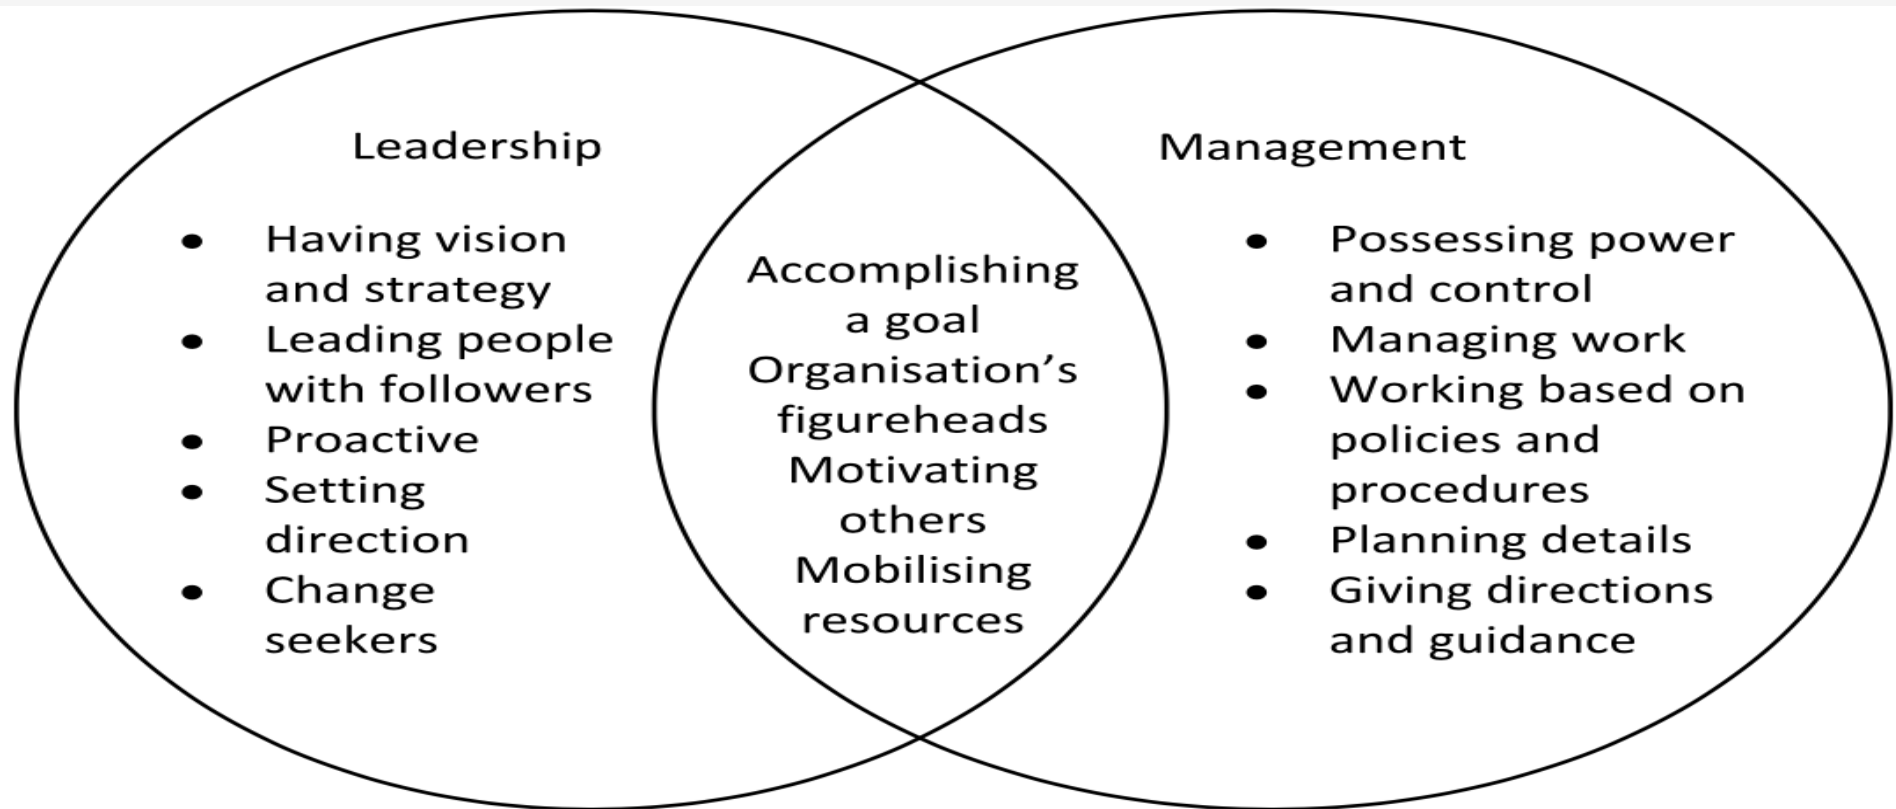 Leadership
• Having vision
and strategy
• Leading people
with followers
• Proactive
• Setting
direction
• Change
seekers
Accomplishing
a goal
Organisation’s
figureheads
Motivating
others
Mobilising
resources
Management
• Possessing power
and control
• Managing work
• Working based on
policies and
procedures
• Planning details
• Giving directions
and guidance